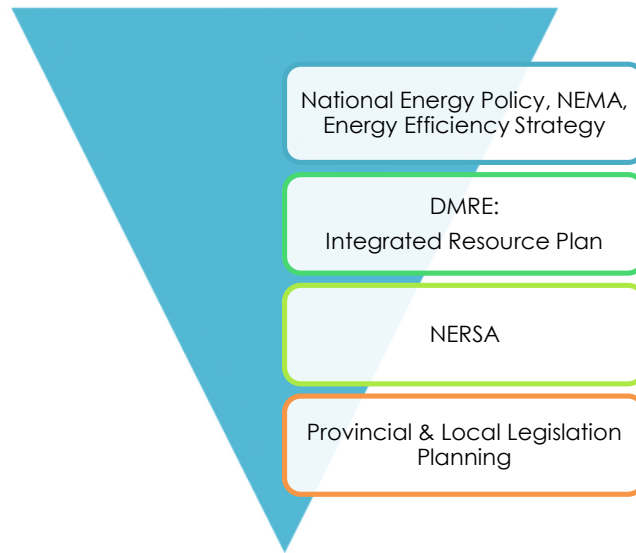 National Energy Policy, NEMA,
Energy Efficiency Strategy
DMRE:
Integrated Resource Plan
NERSA
Provincial & Local Legislation
Planning